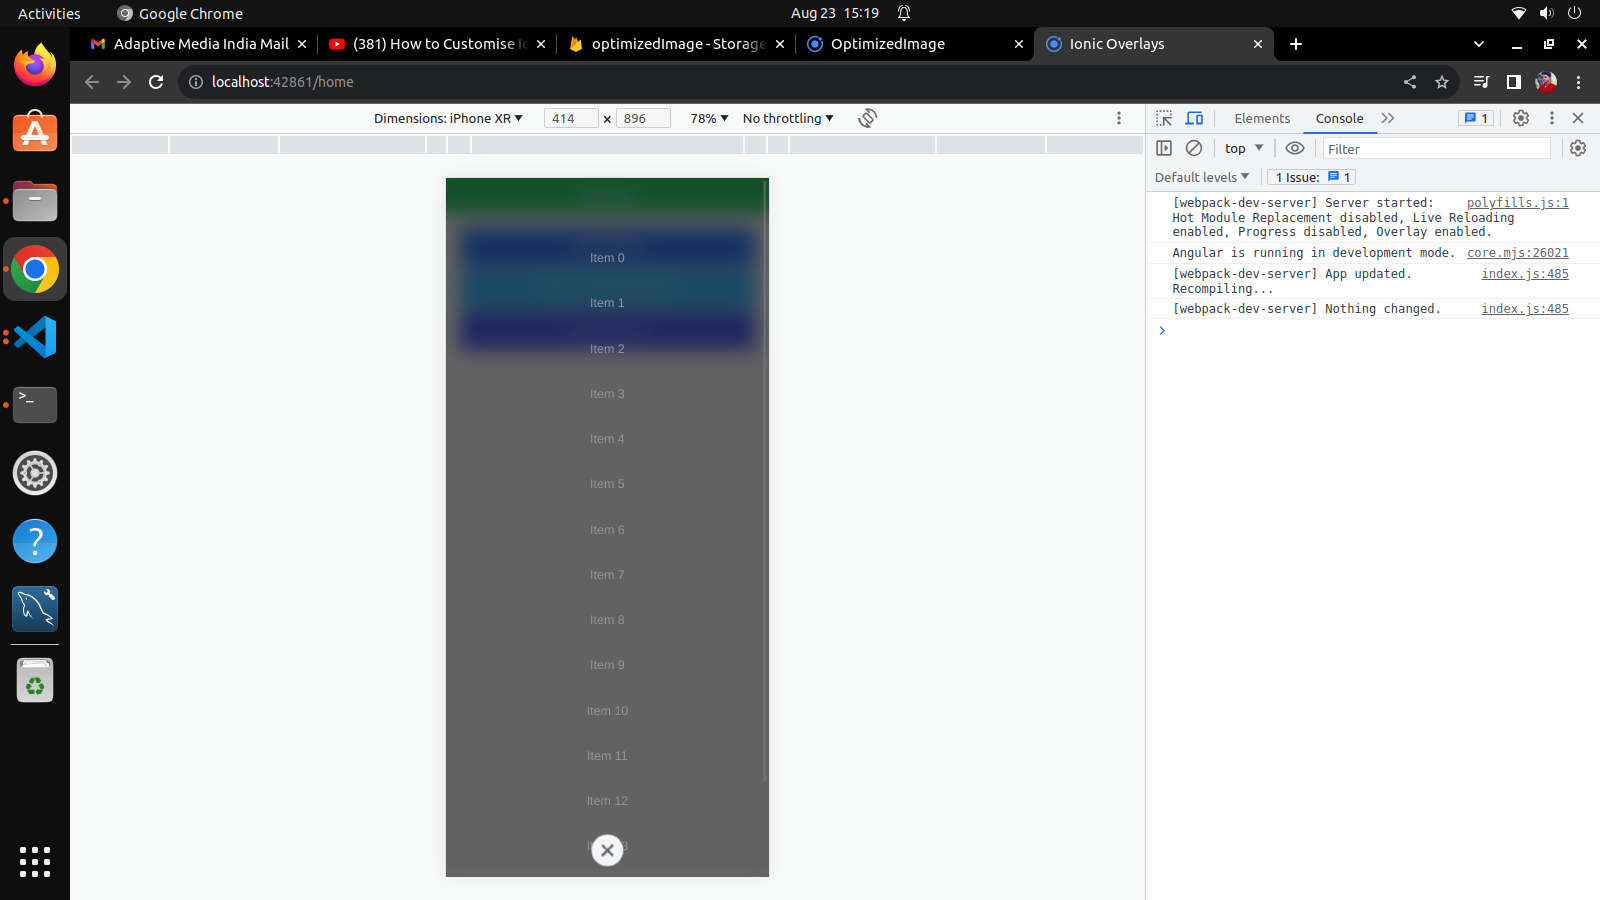 Activities
Google Chrome
Aug 23 15:19
Adaptive Media India Mail
(381) How to Customise Ic
optimizedImage - Storage
OptimizedImage
Ionic Overlays
localhost:42861/home
Dimensions: iPhone XR
414
×
896
78%
No throttling
Elements
Console
1
top
Filter
Default levels
1 Issue:
1
[webpack-dev-server] Server started: polyfills.js:1
Hot Module Replacement disabled, Live Reloading
enabled, Progress disabled, Overlay enabled.
Angular is running in development mode. core.mjs:26021
[webpack-dev-server] App updated. index.js:485
Recompiling...
[webpack-dev-server] Nothing changed. index.js:485
Item 0
Item 1
Item 2
Item 3
Item 4
Item 5
Item 6
Item 7
Item 8
Item 9
Item 10
Item 11
Item 12